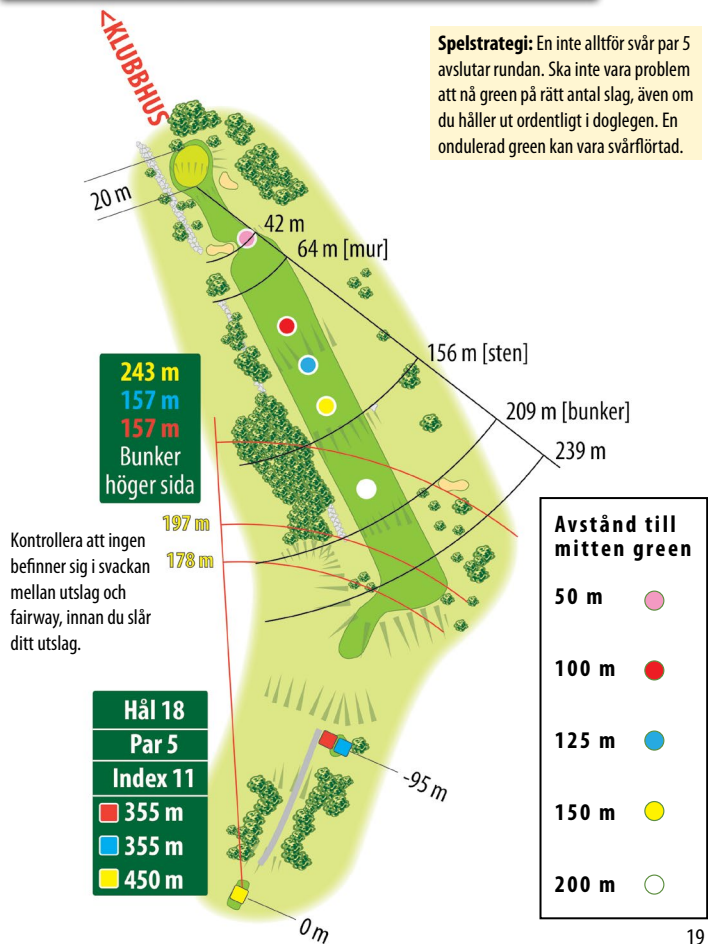 <KLUBBHUS
Spelstrategi: En inte alltför svår par 5
avslutar rundan. Ska inte vara problem
att nå green på rätt antal slag, även om
du håller ut ordentligt i doglegen. En
ondulerad green kan vara svårflörtad.
20 m
42 m
64 m [mur]
156 m [sten]
209 m [bunker]
239 m
243 m
157 m
157 m
Bunker
höger sida
197 m
178 m
Kontrollera att ingen
befinner sig i svackan
mellan utslag och
fairway, innan du slår
ditt utslag.
Hål 18
Par 5
Index 11
355 m
355 m
450 m
-95 m
0 m
Avstånd till
mitten green
50 m
100 m
125 m
150 m
200 m
19